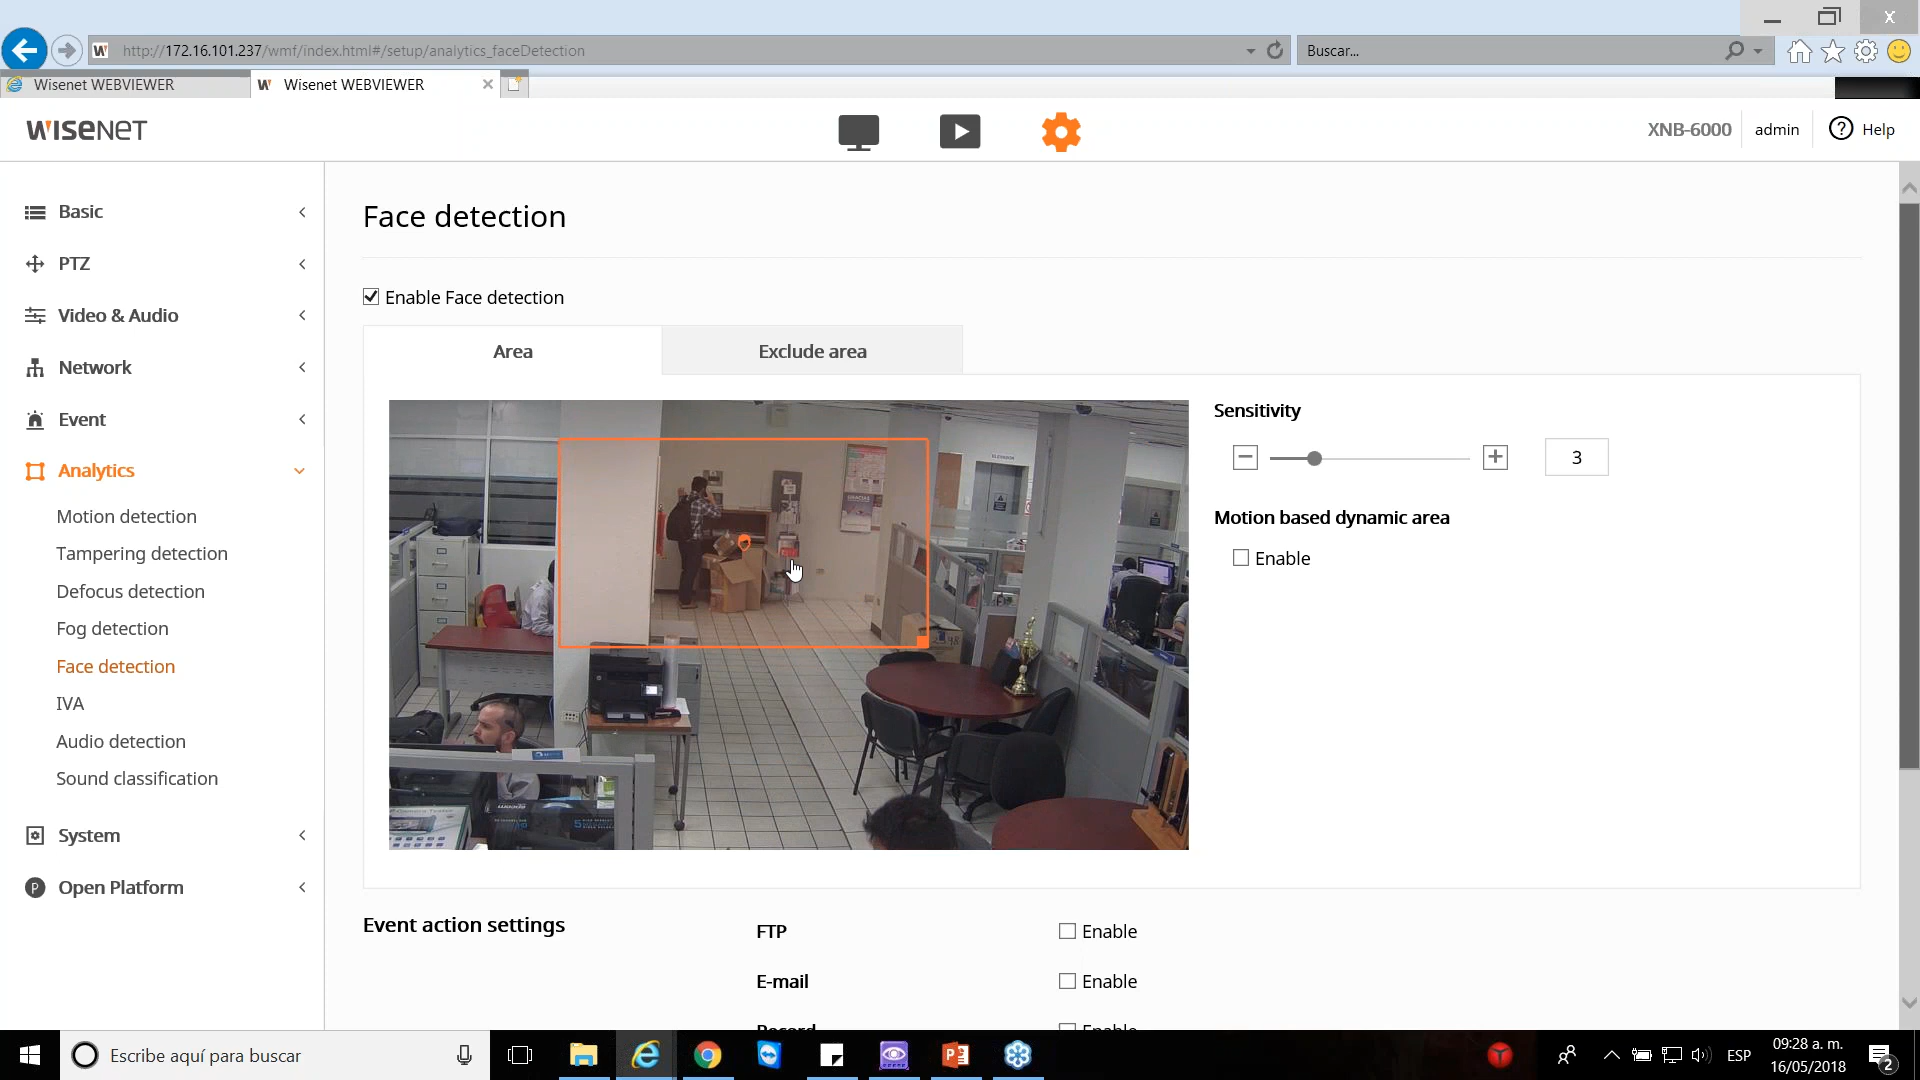 http://172.16.101.237/wmf/index.html#/setup/analytics_faceDetection
Buscar...
Wisenet WEBVIEWER
Wisenet WEBVIEWER
WISENET
XNB-6000
admin
Help
Basic
PTZ
Video & Audio
Network
Event
Analytics
Motion detection
Tampering detection
Defocus detection
Fog detection
Face detection
IVA
Audio detection
Sound classification
System
Open Platform
Face detection
Enable Face detection
Area
Exclude area
GRACIAS
Sensitivity
3
Motion based dynamic area
Enable
Event action settings
FTP
Enable
E-mail
Enable
Record
Enable
Escribe aquí para buscar
ESP
09:28 a. m.
16/05/2018
2